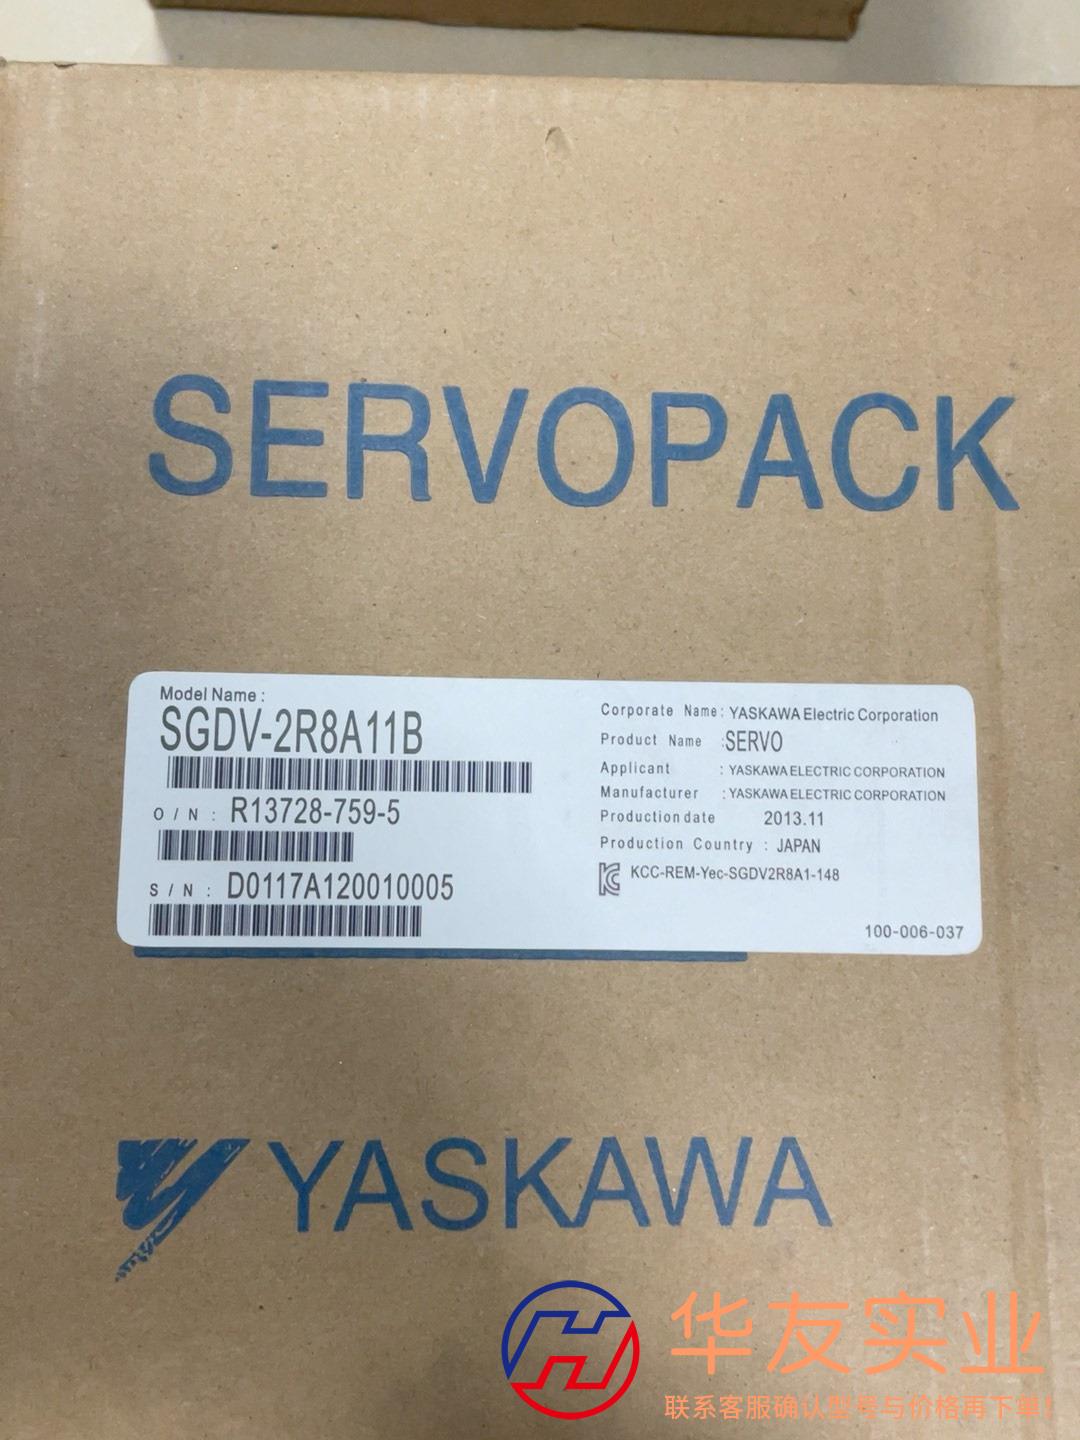 SERVOPACK
Model Name :
SGDV-2R8A11B
O / N : R13728-759-5
S / N : D0117A120010005
Corporate Name : YASKAWA Electric Corporation
Product Name : SERVO
Applicant : YASKAWA ELECTRIC CORPORATION
Manufacturer : YASKAWA ELECTRIC CORPORATION
Production date 2013.11
Production Country : JAPAN
KCC-REM-Yec-SGDV2R8A1-148
100-006-037
YASKAWA
华友实业
联系客服确认型号与价格再下单!